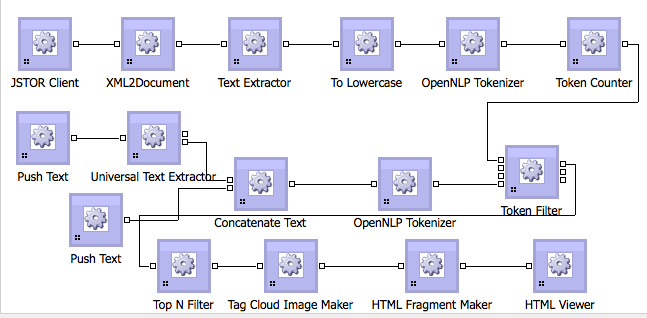 JSTOR Client
XML2Document
Text Extractor
To Lowercase
OpenNLP Tokenizer
Token Counter
Push Text
Universal Text Extractor
Push Text
Concatenate Text
OpenNLP Tokenizer
Token Filter
Top N Filter
Tag Cloud Image Maker
HTML Fragment Maker
HTML Viewer